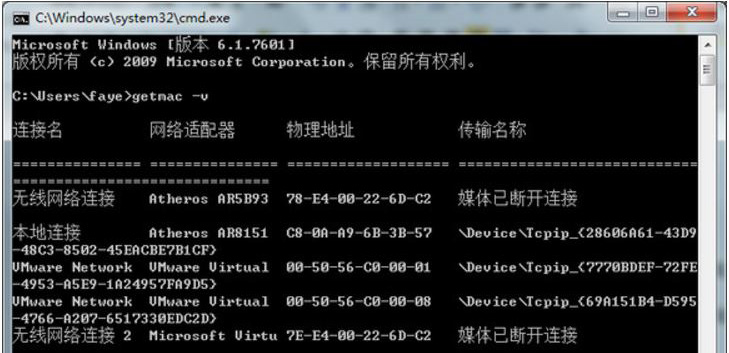 C:\Windows\system32\cmd.exe
Microsoft Windows [版本 6.1.7601]
版权所有 (c) 2009 Microsoft Corporation。保留所有权利。
C:\Users\faye>getmac -v
连接名 网络适配器 物理地址 传输名称
=============== =============== =================== ============================
==============================
无线网络连接 Atheros AR5B93 78-E4-00-22-6D-C2 媒体已断开连接
本地连接 Atheros AR8151 C8-0A-A9-6B-3B-57 \Device\Tcpip_{28606A61-43D9
-48C3-8502-45EACBE7B1CF}
VMware Network VMware Virtual 00-50-56-C0-00-01 \Device\Tcpip_{7770BDEF-72FE
-4953-A5E9-1A24957FA9D5}
VMware Network VMware Virtual 00-50-56-C0-00-08 \Device\Tcpip_{69A151B4-D595
-4766-A207-6517330EDC2D}
无线网络连接 2 Microsoft Virtu 7E-E4-00-22-6D-C2 媒体已断开连接